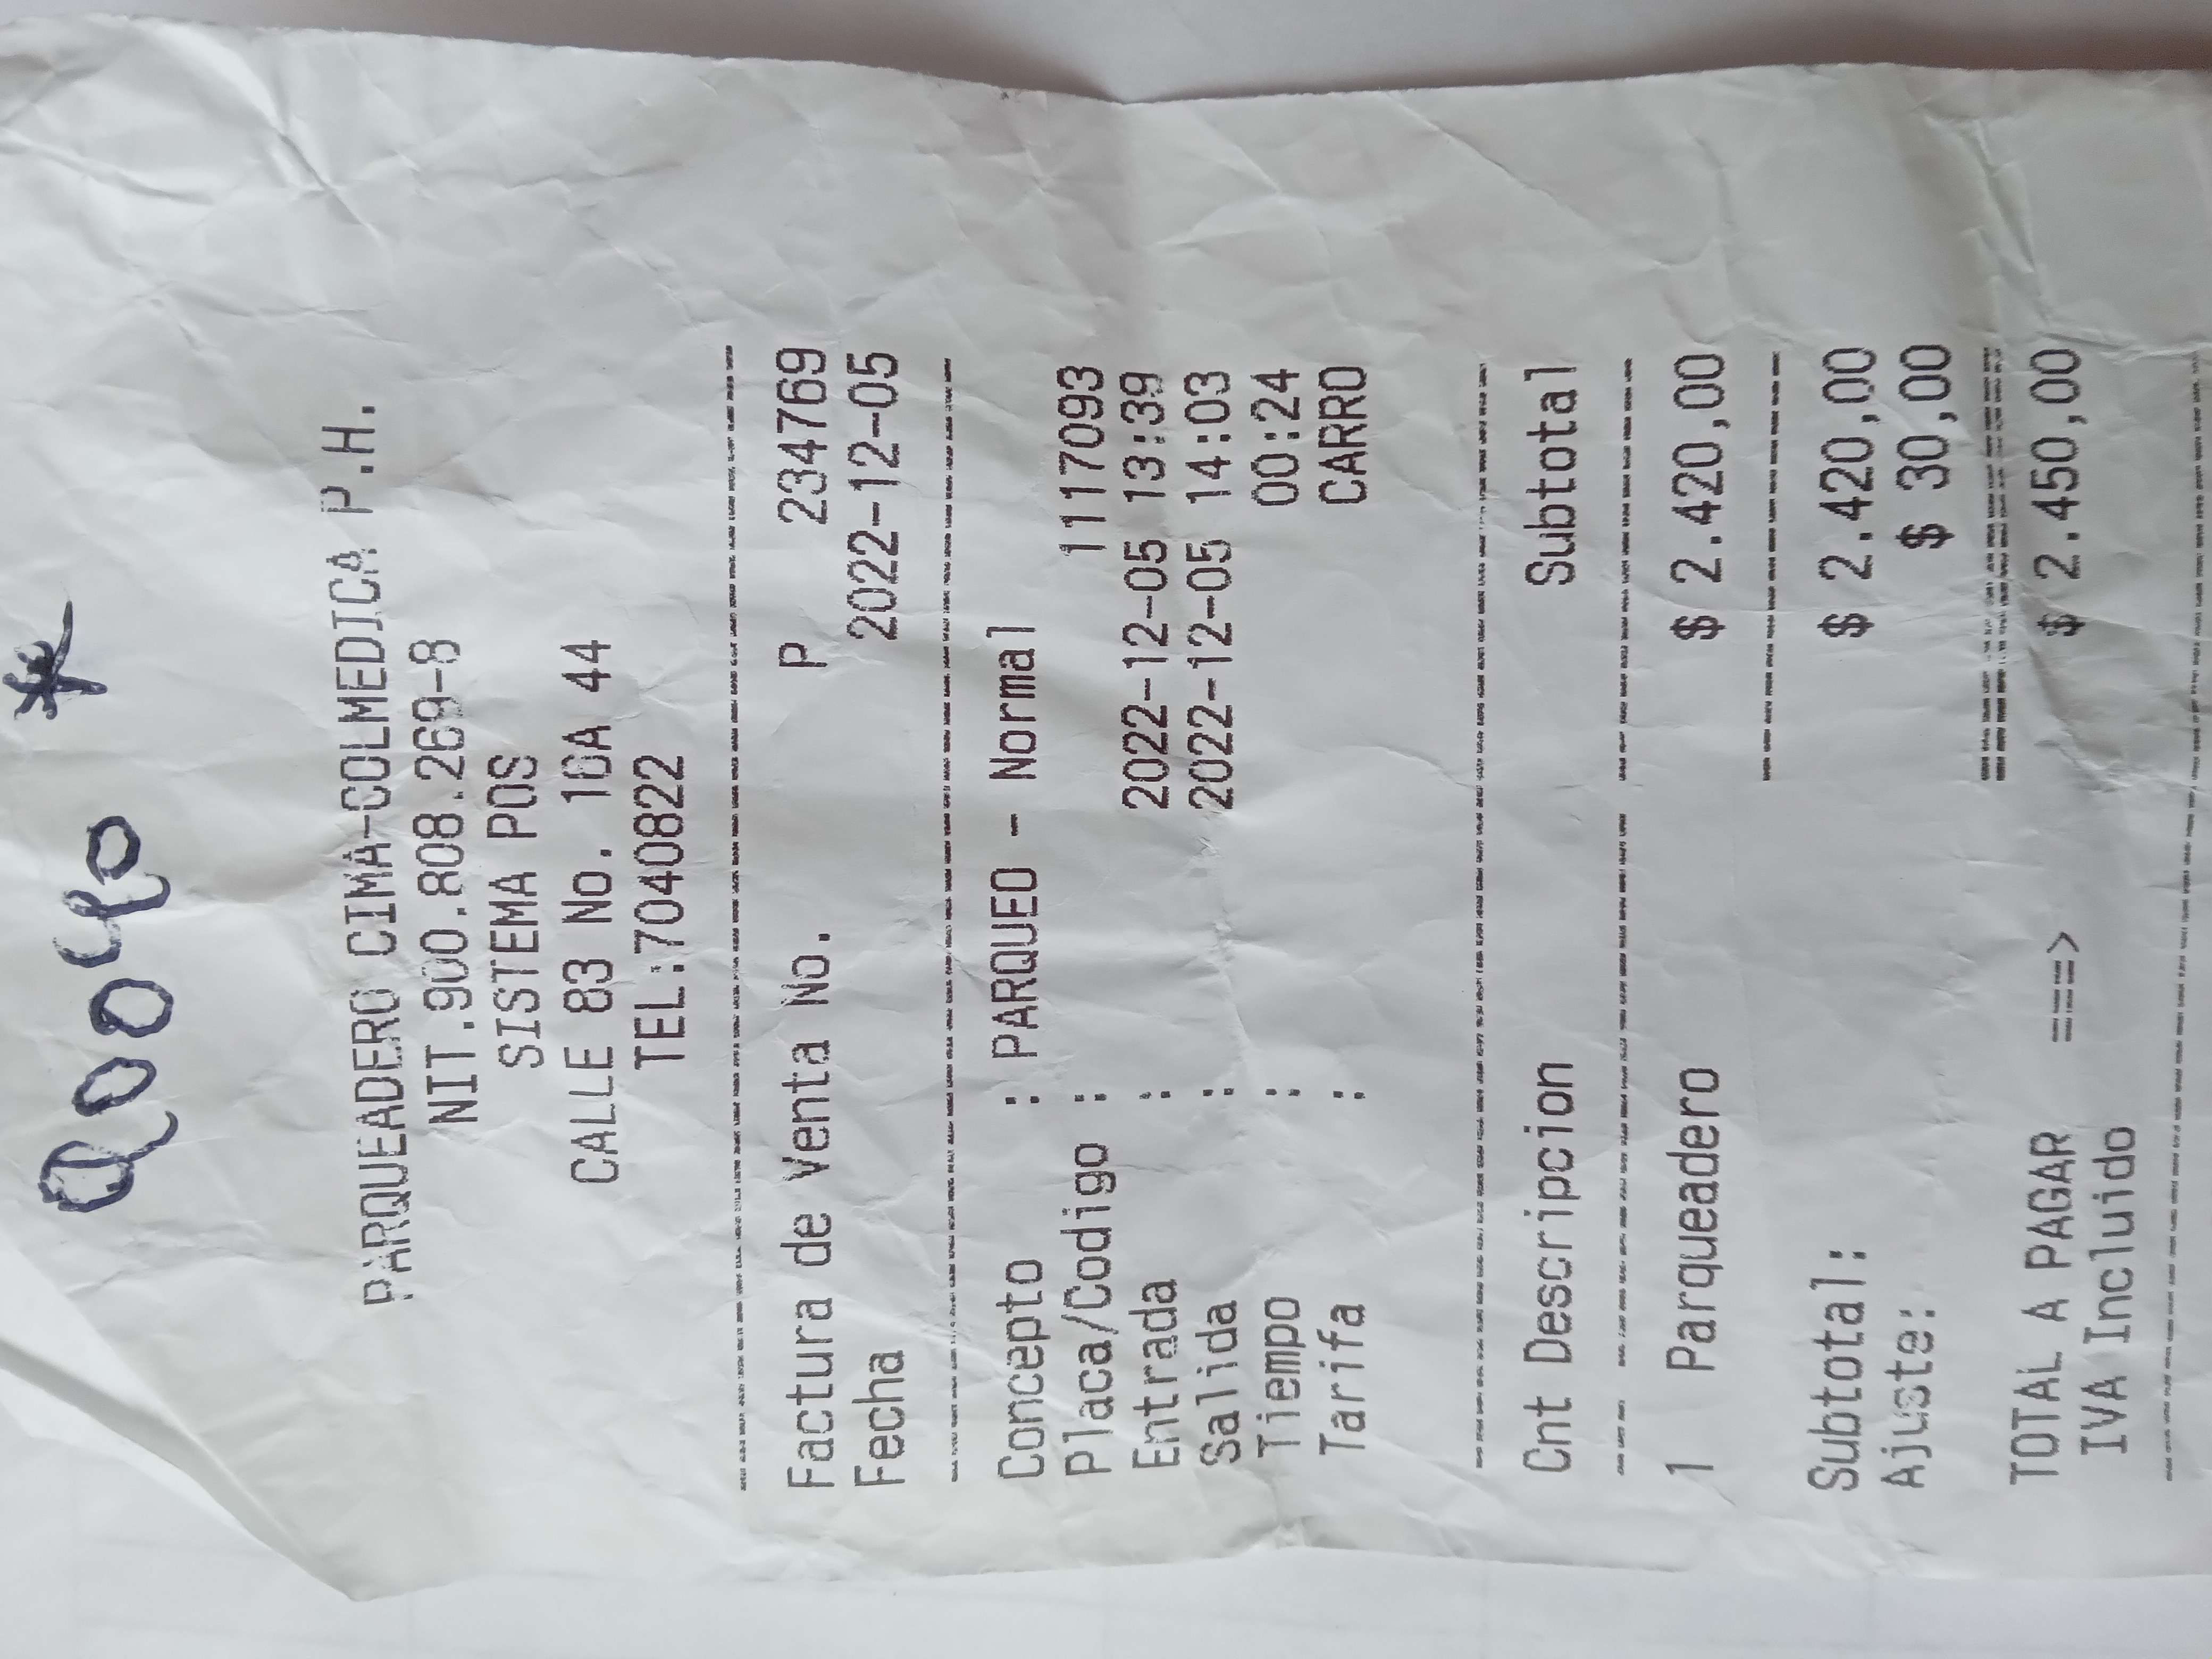 PARQUEADERO CIMA-COLMEDICA P.H.
NIT.900.808.269-8
SISTEMA POS
CALLE 83 No. 16A 44
TEL:7040822
Factura de Venta No. P 234769
Fecha 2022-12-05
Concepto : PARQUEO - Normal
Placa/Codigo : 1117093
Entrada : 2022-12-05 13:39
Salida : 2022-12-05 14:03
Tiempo : 00:24
Tarifa : CARRO
Cnt Descripcion Subtotal
1 Parqueadero $ 2.420,00
Subtotal: $ 2.420,00
Ajuste: $ 30,00
TOTAL A PAGAR ===> $ 2.450,00
IVA Incluido